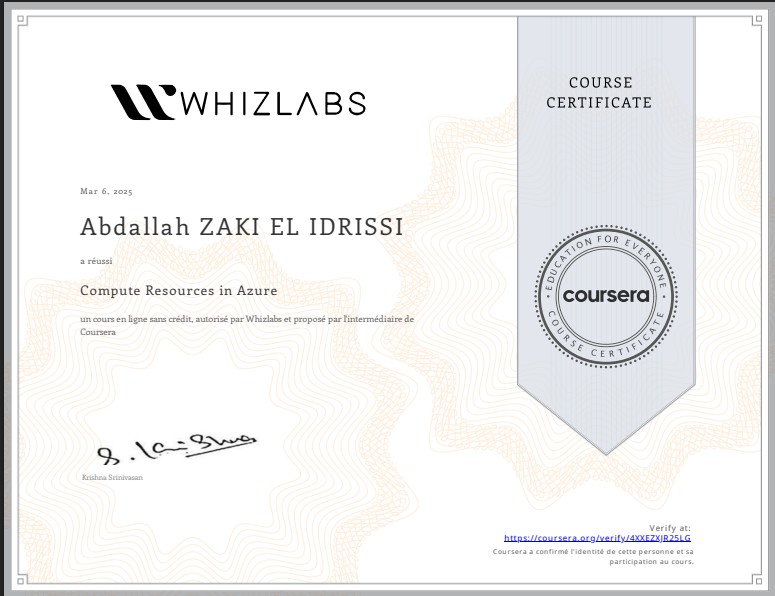 WHIZLABS
COURSE
CERTIFICATE
Mar 6, 2025
Abdallah ZAKI EL IDRISSI
a réussi
Compute Resources in Azure
un cours en ligne sans crédit, autorisé par Whizlabs et proposé par l'intermédiaire de
Coursera
EDUCATION FOR EVERYONE
coursera
COURSE CERTIFICATE
Krishna Srinivasan
Verify at:
https://coursera.org/verify/4XXEZXJR25LG
Coursera a confirmé l'identité de cette personne et sa
participation au cours.